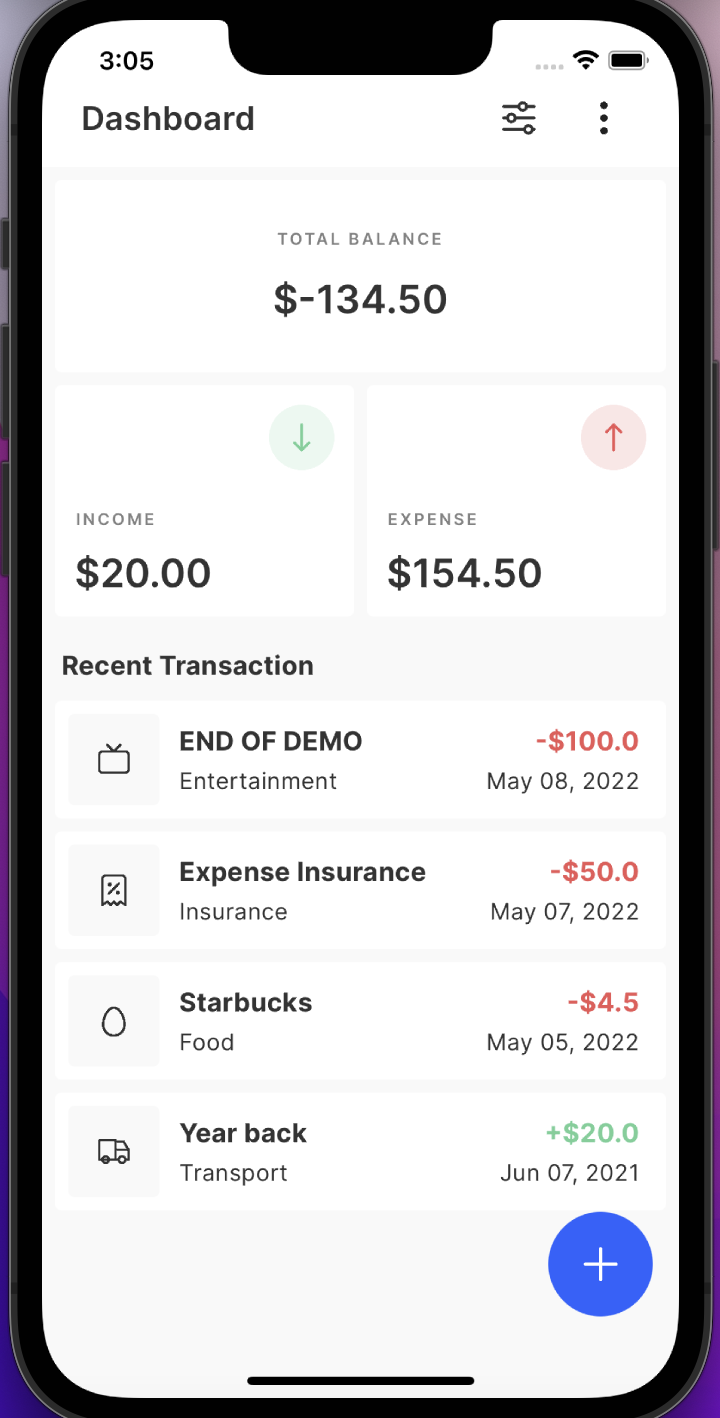 3:05
Dashboard
TOTAL BALANCE
$-134.50
INCOME
$20.00
EXPENSE
$154.50
Recent Transaction
END OF DEMO
-$100.0
Entertainment
May 08, 2022
Expense Insurance
-$50.0
Insurance
May 07, 2022
Starbucks
-$4.5
Food
May 05, 2022
Year back
+$20.0
Transport
Jun 07, 2021